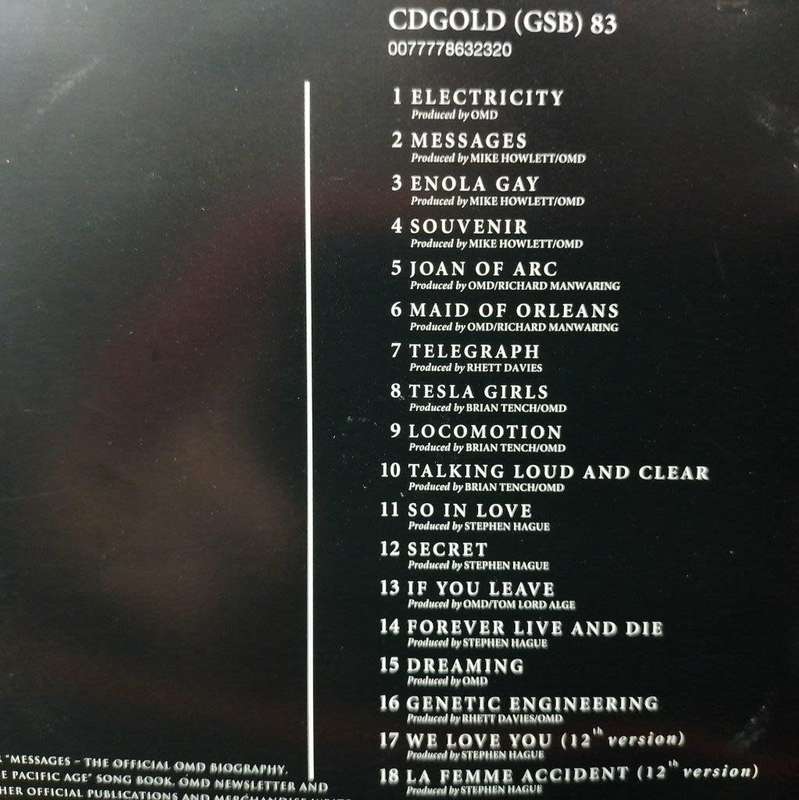 CDGOLD (GSB) 83
0077778632320
1 ELECTRICITY
Produced by OMD
2 MESSAGES
Produced by MIKE HOWLETT/OMD
3 ENOLA GAY
Produced by MIKE HOWLETT/OMD
4 SOUVENIR
Produced by MIKE HOWLETT/OMD
5 JOAN OF ARC
Produced by OMD/RICHARD MANWARING
6 MAID OF ORLEANS
Produced by OMD/RICHARD MANWARING
7 TELEGRAPH
Produced by RHETT DAVIES
8 TESLA GIRLS
Produced by BRIAN TENCH/OMD
9 LOCOMOTION
Produced by BRIAN TENCH/OMD
10 TALKING LOUD AND CLEAR
Produced by BRIAN TENCH/OMD
11 SO IN LOVE
Produced by STEPHEN HAGUE
12 SECRET
Produced by STEPHEN HAGUE
13 IF YOU LEAVE
Produced by OMD/TOM LORD ALGE
14 FOREVER LIVE AND DIE
Produced by STEPHEN HAGUE
15 DREAMING
Produced by OMD
16 GENETIC ENGINEERING
Produced by RHETT DAVIES/OMD
17 WE LOVE YOU (12th version)
Produced by STEPHEN HAGUE
18 LA FEMME ACCIDENT (12th version)
Produced by STEPHEN HAGUE
"MESSAGES - THE OFFICIAL OMD BIOGRAPHY.
PACIFIC AGE" SONG BOOK, OMD NEWSLETTER AND
OFFICIAL PUBLICATIONS AND MERCHANDISE